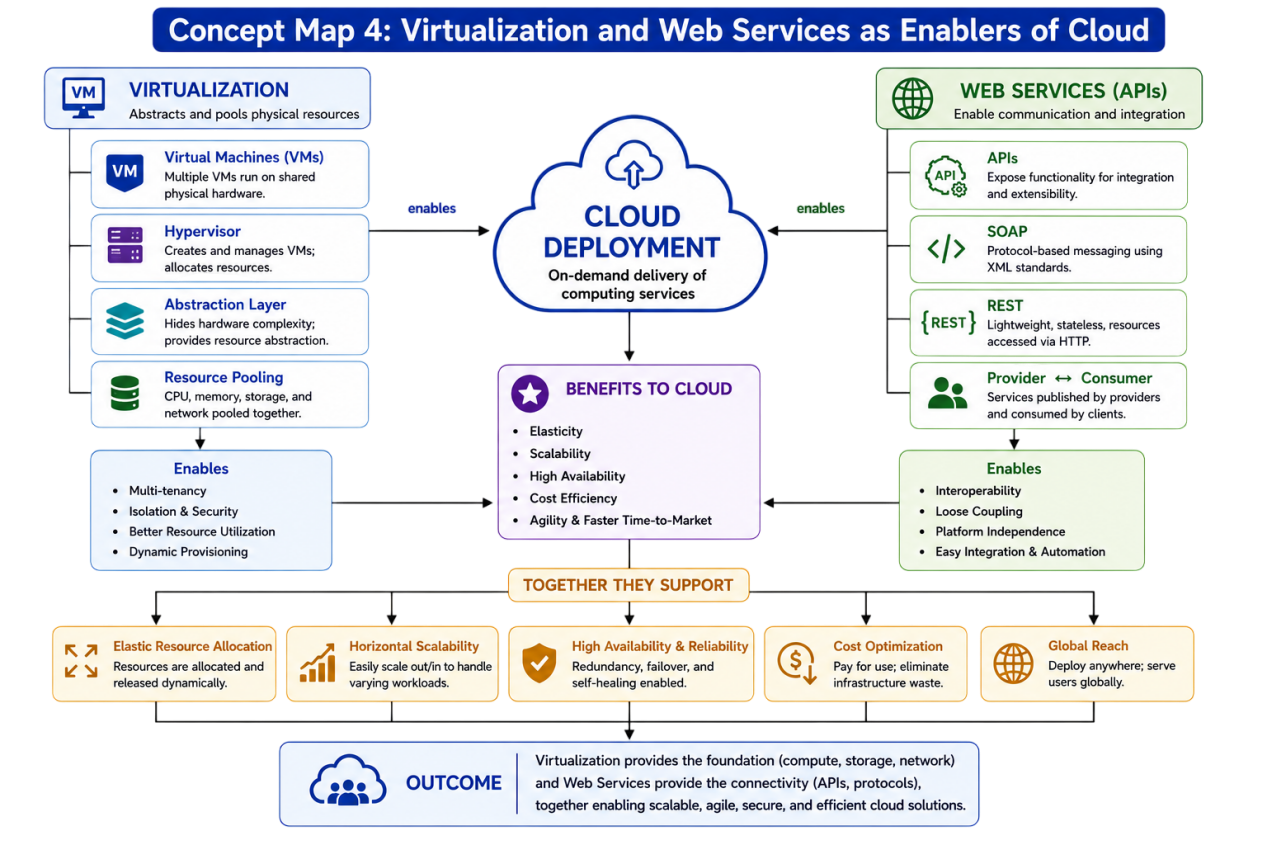 Concept Map 4: Virtualization and Web Services as Enablers of Cloud
VM
VIRTUALIZATION
Abstracts and pools physical resources
VM
Virtual Machines (VMs)
Multiple VMs run on shared
physical hardware.
Hypervisor
Creates and manages VMs;
allocates resources.
Abstraction Layer
Hides hardware complexity;
provides resource abstraction.
Resource Pooling
CPU, memory, storage, and
network pooled together.
Enables
• Multi-tenancy
• Isolation & Security
• Better Resource Utilization
• Dynamic Provisioning
enables
CLOUD
DEPLOYMENT
On-demand delivery of
computing services
enables
BENEFITS TO CLOUD
• Elasticity
• Scalability
• High Availability
• Cost Efficiency
• Agility & Faster Time-to-Market
WEB SERVICES (APIs)
Enable communication and integration
API
APIs
Expose functionality for integration
and extensibility.
</>
SOAP
Protocol-based messaging using
XML standards.
{REST}
REST
Lightweight, stateless, resources
accessed via HTTP.
Provider ↔ Consumer
Services published by providers
and consumed by clients.
Enables
• Interoperability
• Loose Coupling
• Platform Independence
• Easy Integration & Automation
TOGETHER THEY SUPPORT
Elastic Resource Allocation
Resources are allocated and
released dynamically.
Horizontal Scalability
Easily scale out/in to handle
varying workloads.
High Availability & Reliability
Redundancy, failover, and
self-healing enabled.
$
Cost Optimization
Pay for use; eliminate
infrastructure waste.
Global Reach
Deploy anywhere; serve
users globally.
OUTCOME
Virtualization provides the foundation (compute, storage, network)
and Web Services provide the connectivity (APIs, protocols),
together enabling scalable, agile, secure, and efficient cloud solutions.